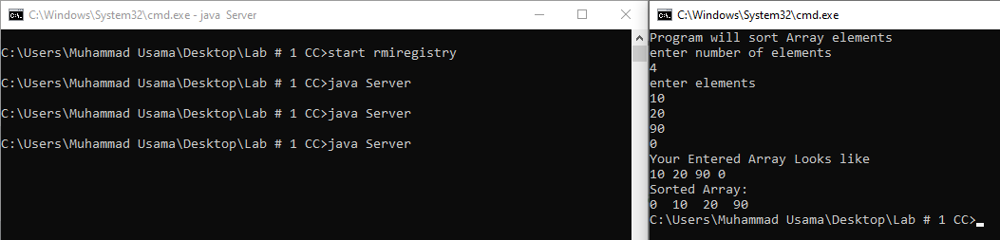 C:\Windows\System32\cmd.exe - java  Server
C:\Users\Muhammad Usama\Desktop\Lab # 1 CC>start rmiregistry
C:\Users\Muhammad Usama\Desktop\Lab # 1 CC>java Server
C:\Users\Muhammad Usama\Desktop\Lab # 1 CC>java Server
C:\Users\Muhammad Usama\Desktop\Lab # 1 CC>java Server
C:\Windows\System32\cmd.exe
Program will sort Array elements
enter number of elements
4
enter elements
10
20
90
0
Your Entered Array Looks like
10 20 90 0
Sorted Array:
0  10  20  90
C:\Users\Muhammad Usama\Desktop\Lab # 1 CC>